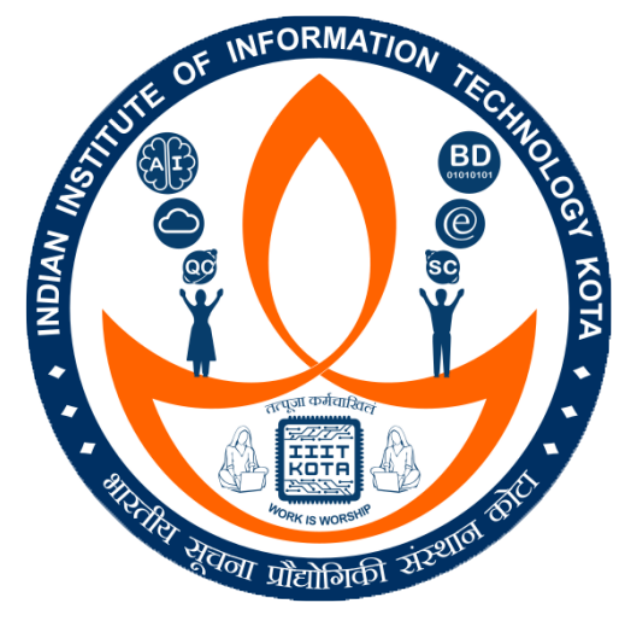 INDIAN INSTITUTE OF INFORMATION TECHNOLOGY KOTA
AI
BD
01010101
e
QC
SC
तत्पूजा कर्मचाखिलं
IIIT
KOTA
WORK IS WORSHIP
भारतीय सूचना प्रौद्योगिकी संस्थान कोटा